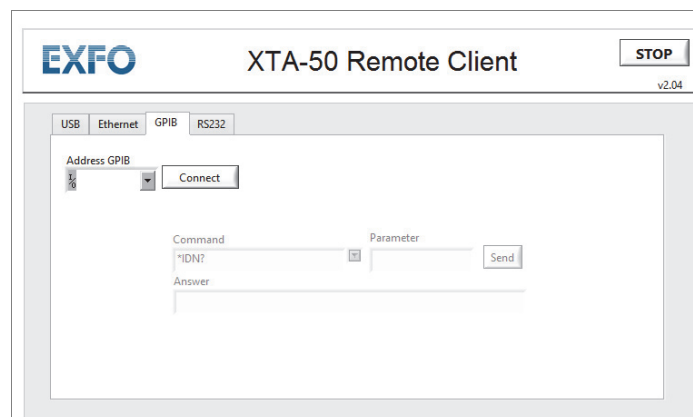 EXFO XTA-50 Remote Client STOP
v2.04
USB Ethernet GPIB RS232
Address GPIB
I/0 Connect
Command Parameter
*IDN? Send
Answer